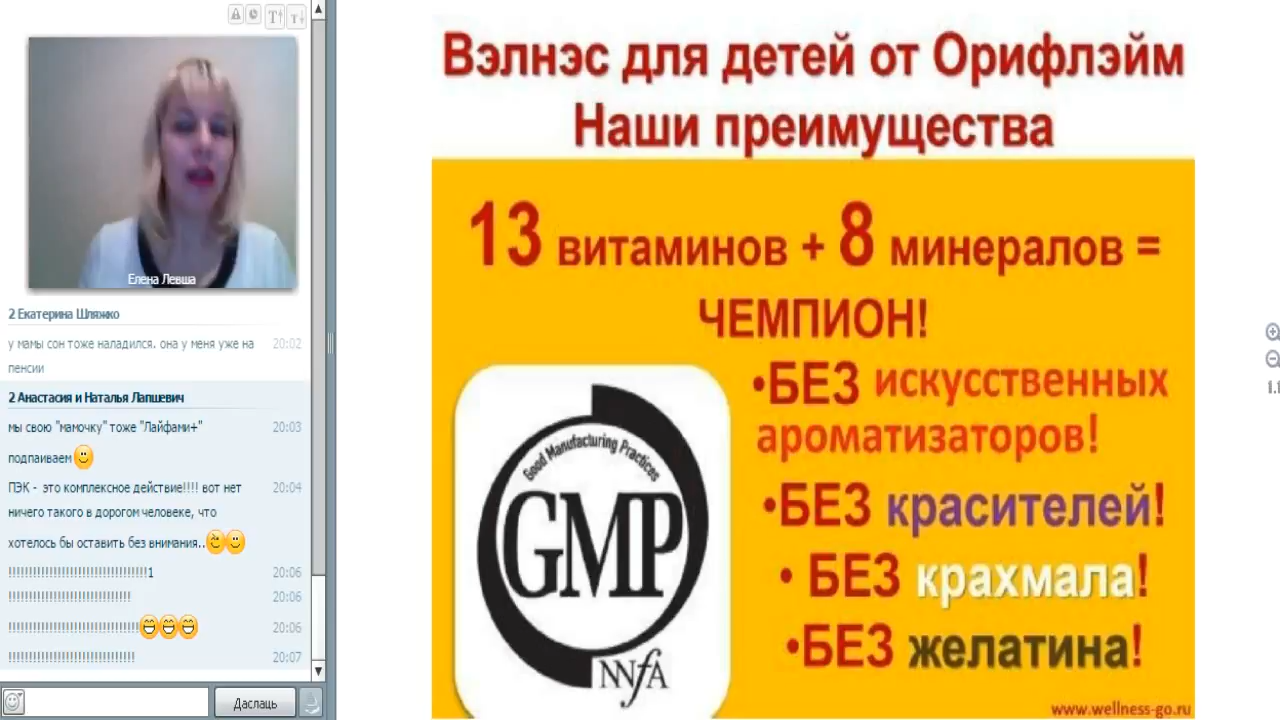 Елена Левша
2 Екатерина Шляжко
у мамы сон тоже наладился. она у меня уже на 20:02
пенсии
2 Анастасия и Наталья Лапшевич
мы свою "мамочку" тоже "Лайфами+" 20:03
подпаиваем
ПЭК - это комплексное действие!!!! вот нет 20:04
ничего такого в дорогом человеке, что
хотелось бы оставить без внимания..
!!!!!!!!!!!!!!!!!!!!!!!!!!!!!!!!!!1 20:06
!!!!!!!!!!!!!!!!!!!!!!!!!!!!!! 20:06
!!!!!!!!!!!!!!!!!!!!!!!!!!!!!!!! 20:06
!!!!!!!!!!!!!!!!!!!!!!!!!!!!!!! 20:07
Даслаць
Вэлнэс для детей от Орифлэйм
Наши преимущества
13 витаминов + 8 минералов =
ЧЕМПИОН!
•БЕЗ искусственных
ароматизаторов!
•БЕЗ красителей!
• БЕЗ крахмала!
•БЕЗ желатина!
Good Manufacturing Practices
GMP
NNFA
www.wellness-go.ru